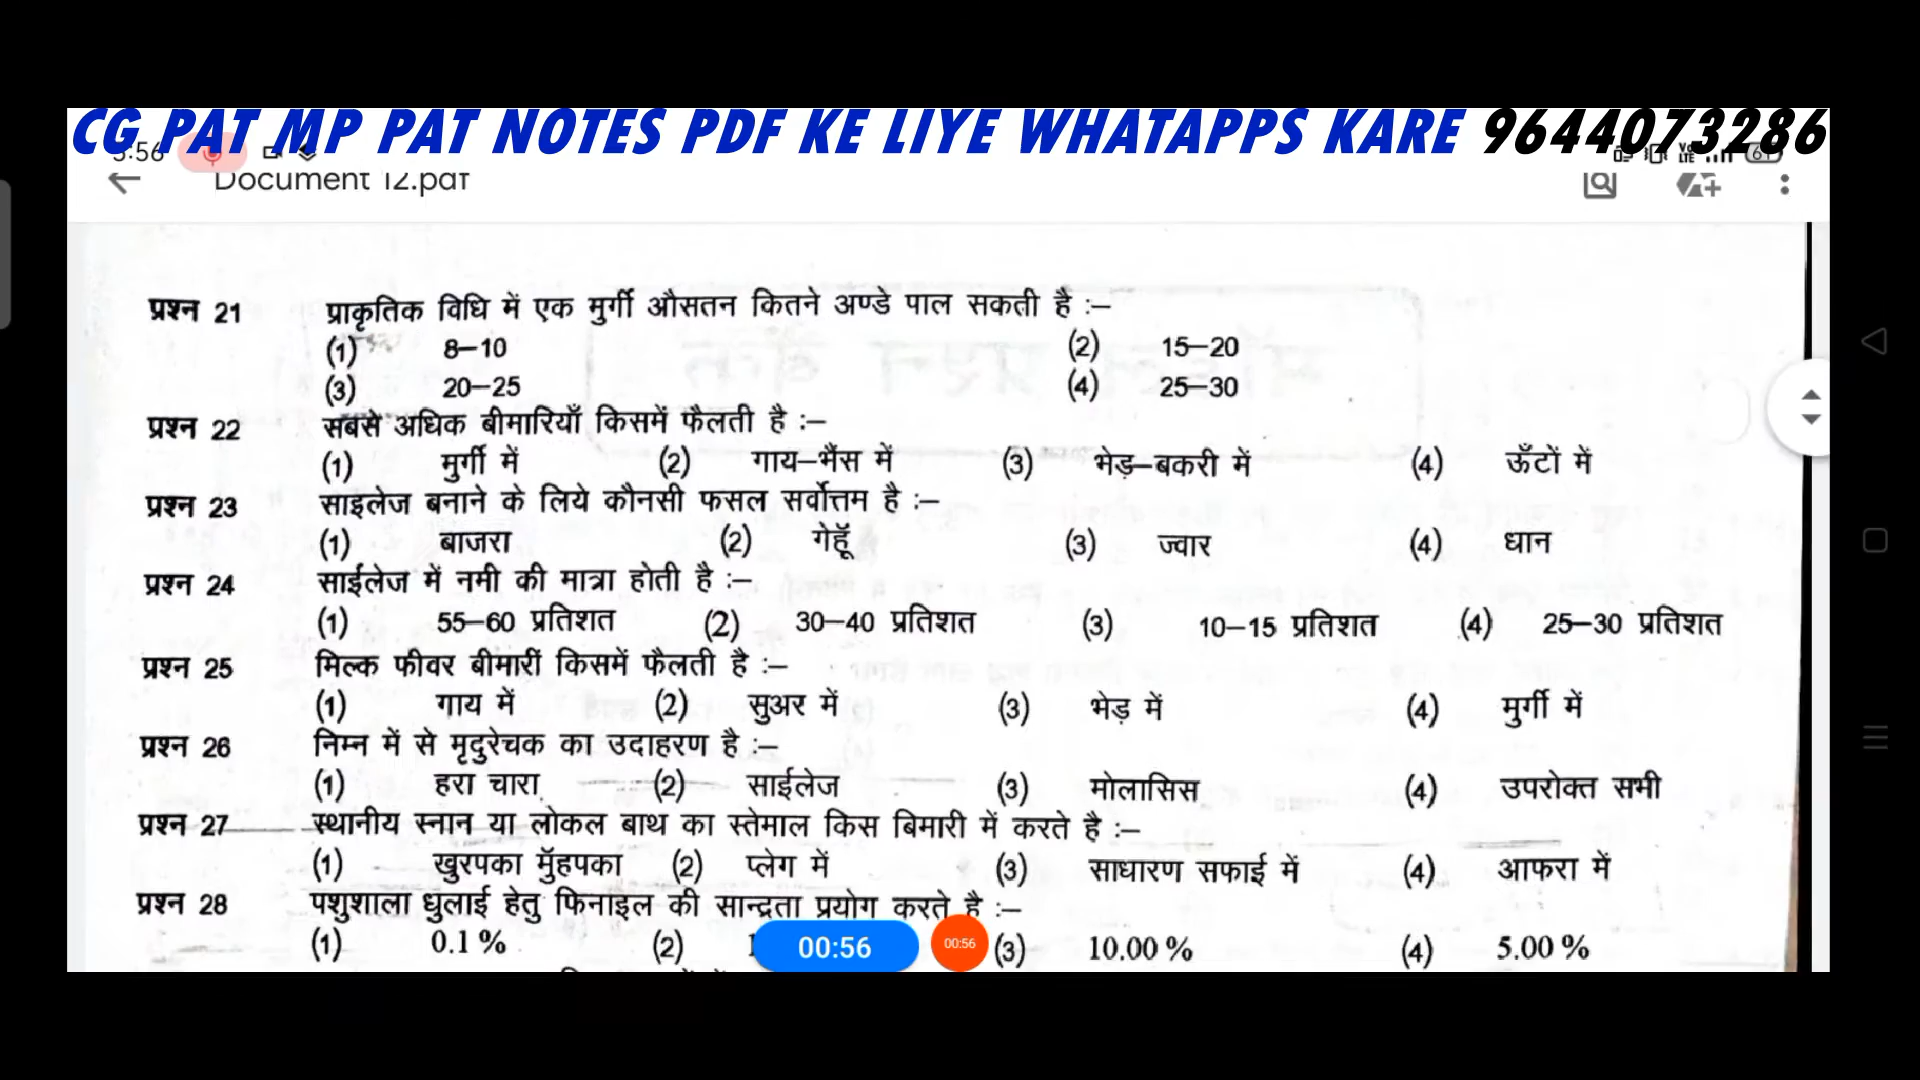 CG PAT MP PAT NOTES PDF KE LIYE WHATAPPS KARE 9644073286
5:56 61
Document 12.pdf
प्रश्न 21 प्राकृतिक विधि में एक मुर्गी औसतन कितने अण्डे पाल सकती है :–
(1) 8–10 (2) 15–20
(3) 20–25 (4) 25–30
प्रश्न 22 सबसे अधिक बीमारियाँ किसमें फैलती है :–
(1) मुर्गी में (2) गाय–भैंस में (3) भेड़–बकरी में (4) ऊँटों में
प्रश्न 23 साइलेज बनाने के लिये कौनसी फसल सर्वोत्तम है :–
(1) बाजरा (2) गेहूॅ (3) ज्वार (4) धान
प्रश्न 24 साईलेज में नमी की मात्रा होती है :–
(1) 55–60 प्रतिशत (2) 30–40 प्रतिशत (3) 10–15 प्रतिशत (4) 25–30 प्रतिशत
प्रश्न 25 मिल्क फीवर बीमारी किसमें फैलती है :–
(1) गाय में (2) सुअर में (3) भेड़ में (4) मुर्गी में
प्रश्न 26 निम्न में से मृदुरेचक का उदाहरण है :–
(1) हरा चारा (2) साईलेज (3) मोलासिस (4) उपरोक्त सभी
प्रश्न 27 स्थानीय स्नान या लोकल बाथ का स्तेमाल किस बिमारी में करते है :–
(1) खुरपका मुॅहपका (2) प्लेग में (3) साधारण सफाई में (4) आफरा में
प्रश्न 28 पशुशाला धुलाई हेतु फिनाइल की सान्द्रता प्रयोग करते है :–
(1) 0.1 % (2) (3) 10.00 % (4) 5.00 %
00:56 00:56